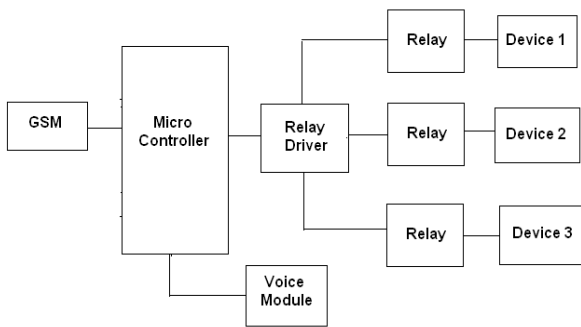 Relay
Device 1
GSM
Micro
Controller
Relay
Driver
Relay
Device 2
Relay
Device 3
Voice
Module